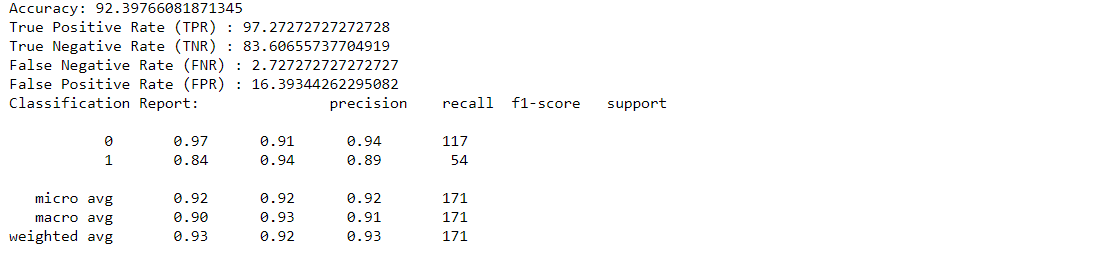 Accuracy: 92.39766081871345
True Positive Rate (TPR) : 97.27272727272728
True Negative Rate (TNR) : 83.60655737704919
False Negative Rate (FNR) : 2.727272727272727
False Positive Rate (FPR) : 16.39344262295082
Classification Report: precision recall f1-score support
0 0.97 0.91 0.94 117
1 0.84 0.94 0.89 54
micro avg 0.92 0.92 0.92 171
macro avg 0.90 0.93 0.91 171
weighted avg 0.93 0.92 0.93 171